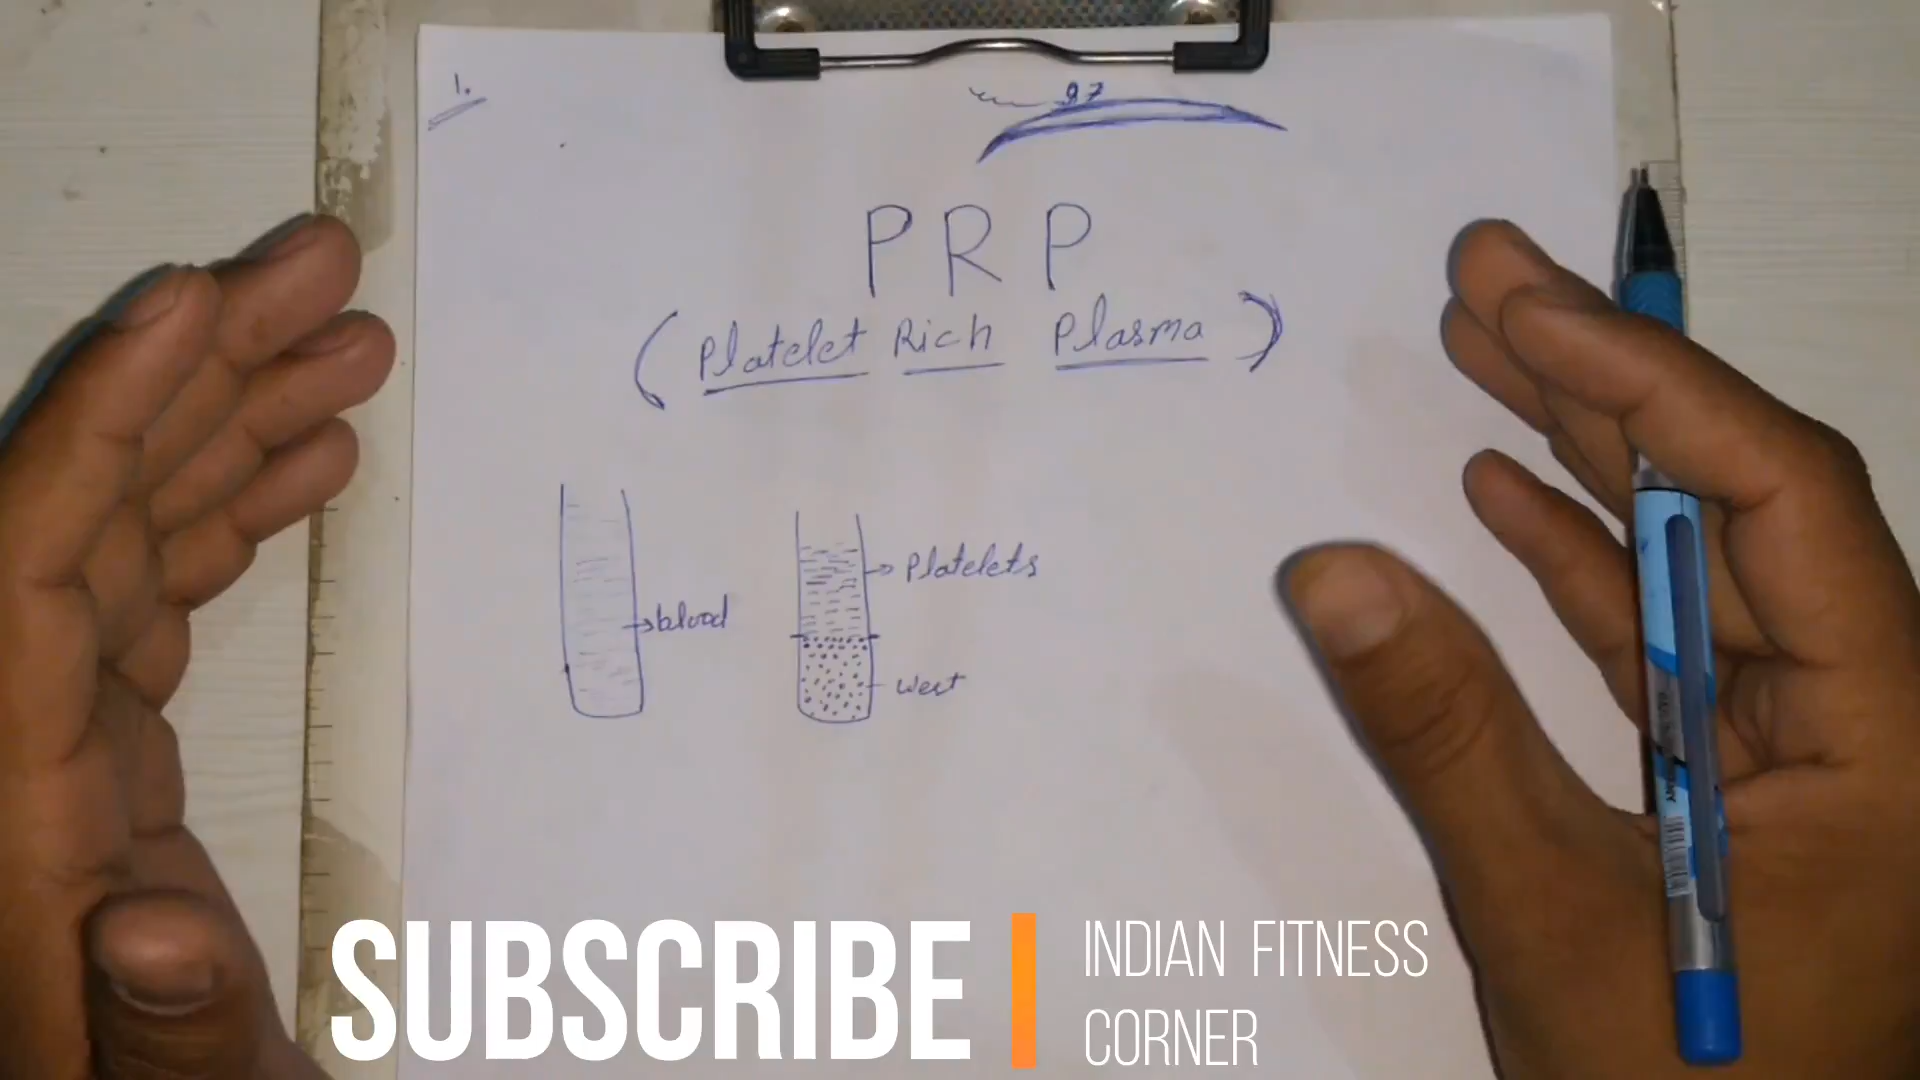 1.
97
PRP
(Platelet Rich Plasma)
blood
Platelets
West
SUBSCRIBE
INDIAN FITNESS
CORNER